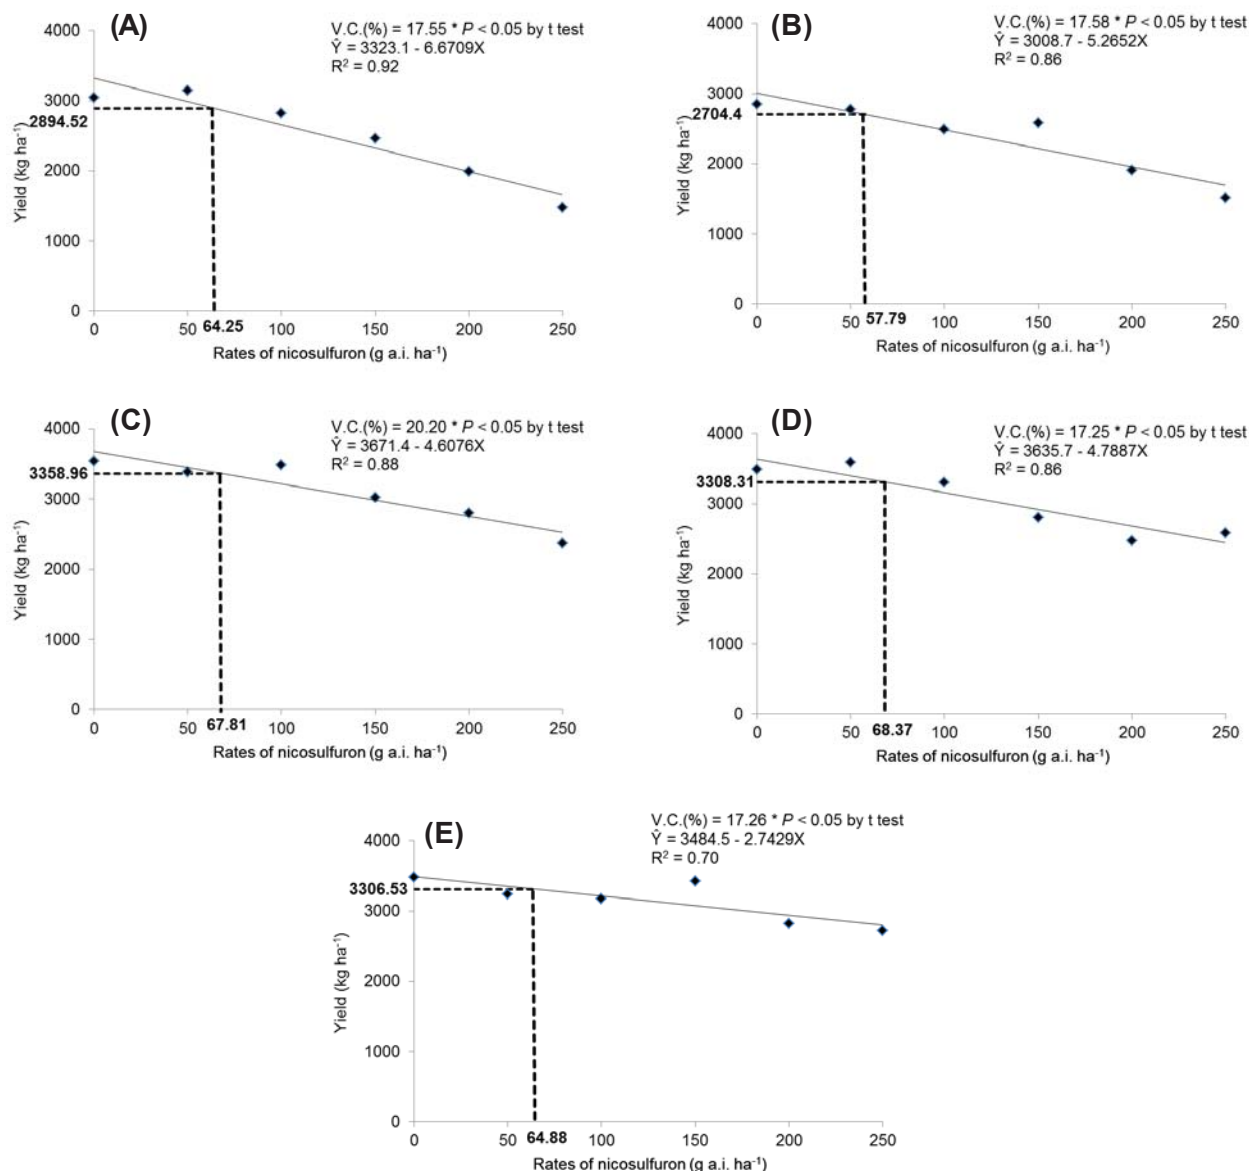 (A)
V.C.(%) = 17.55 * P < 0.05 by t test
Ŷ = 3323.1 - 6.6709X
R² = 0.92
4000
3000
2894.52
2000
1000
0
Yield (kg ha⁻¹)
0 50 64.25 100 150 200 250
Rates of nicosulfuron (g a.i. ha⁻¹)
(B)
V.C.(%) = 17.58 * P < 0.05 by t test
Ŷ = 3008.7 - 5.2652X
R² = 0.86
4000
3000
2704.4
2000
1000
0
Yield (kg ha⁻¹)
0 50 57.79 100 150 200 250
Rates of nicosulfuron (g a.i. ha⁻¹)
(C)
V.C.(%) = 20.20 * P < 0.05 by t test
Ŷ = 3671.4 - 4.6076X
R² = 0.88
4000
3358.96
3000
2000
1000
0
Yield (kg ha⁻¹)
0 50 67.81 100 150 200 250
Rates of nicosulfuron (g a.i. ha⁻¹)
(D)
V.C.(%) = 17.25 * P < 0.05 by t test
Ŷ = 3635.7 - 4.7887X
R² = 0.86
4000
3308.31
3000
2000
1000
0
Yield (kg ha⁻¹)
0 50 68.37 100 150 200 250
Rates of nicosulfuron (g a.i. ha⁻¹)
(E)
V.C.(%) = 17.26 * P < 0.05 by t test
Ŷ = 3484.5 - 2.7429X
R² = 0.70
4000
3306.53
3000
2000
1000
0
Yield (kg ha⁻¹)
0 50 64.88 100 150 200 250
Rates of nicosulfuron (g a.i. ha⁻¹)